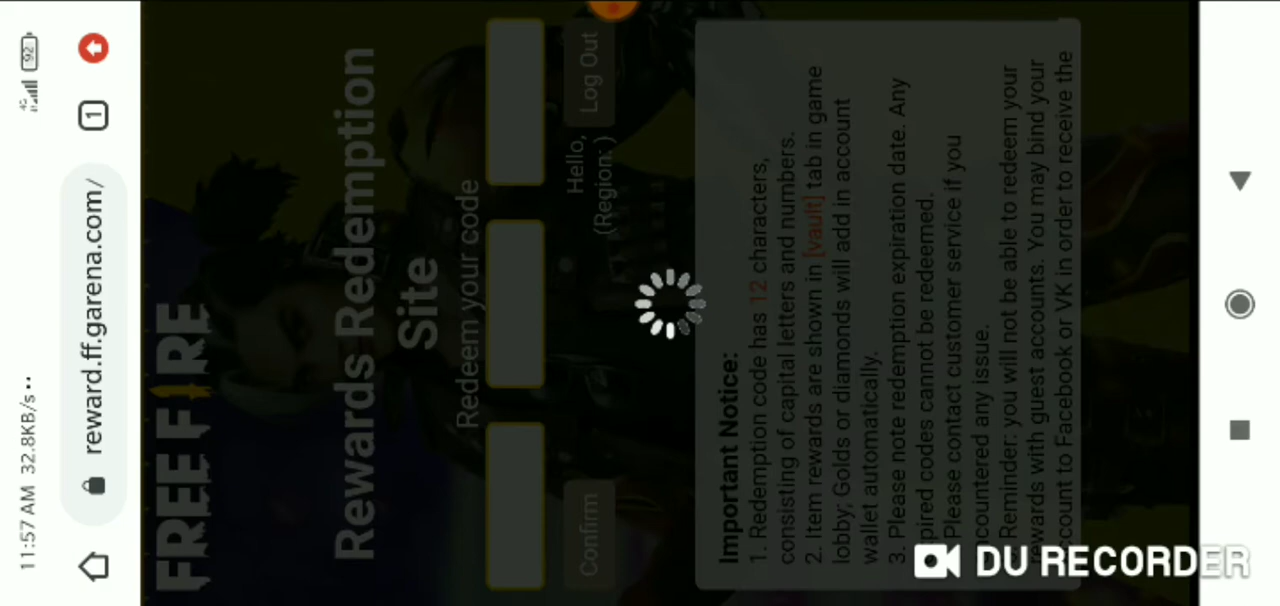 11:57 AM 32.8KB/s..
4G
92
reward.ff.garena.com/
1
FREE FIRE
Rewards Redemption
Site
Redeem your code
Confirm
Hello,
(Region: )
Log Out
Important Notice:
1. Redemption code has 12 characters,
consisting of capital letters and numbers.
2. Item rewards are shown in [vault] tab in game
lobby; Golds or diamonds will add in account
wallet automatically.
3. Please note redemption expiration date. Any
pired codes cannot be redeemed.
Please contact customer service if you
countered any issue.
Reminder: you will not be able to redeem your
wards with guest accounts. You may bind your
count to Facebook or VK in order to receive the
DU RECORDER